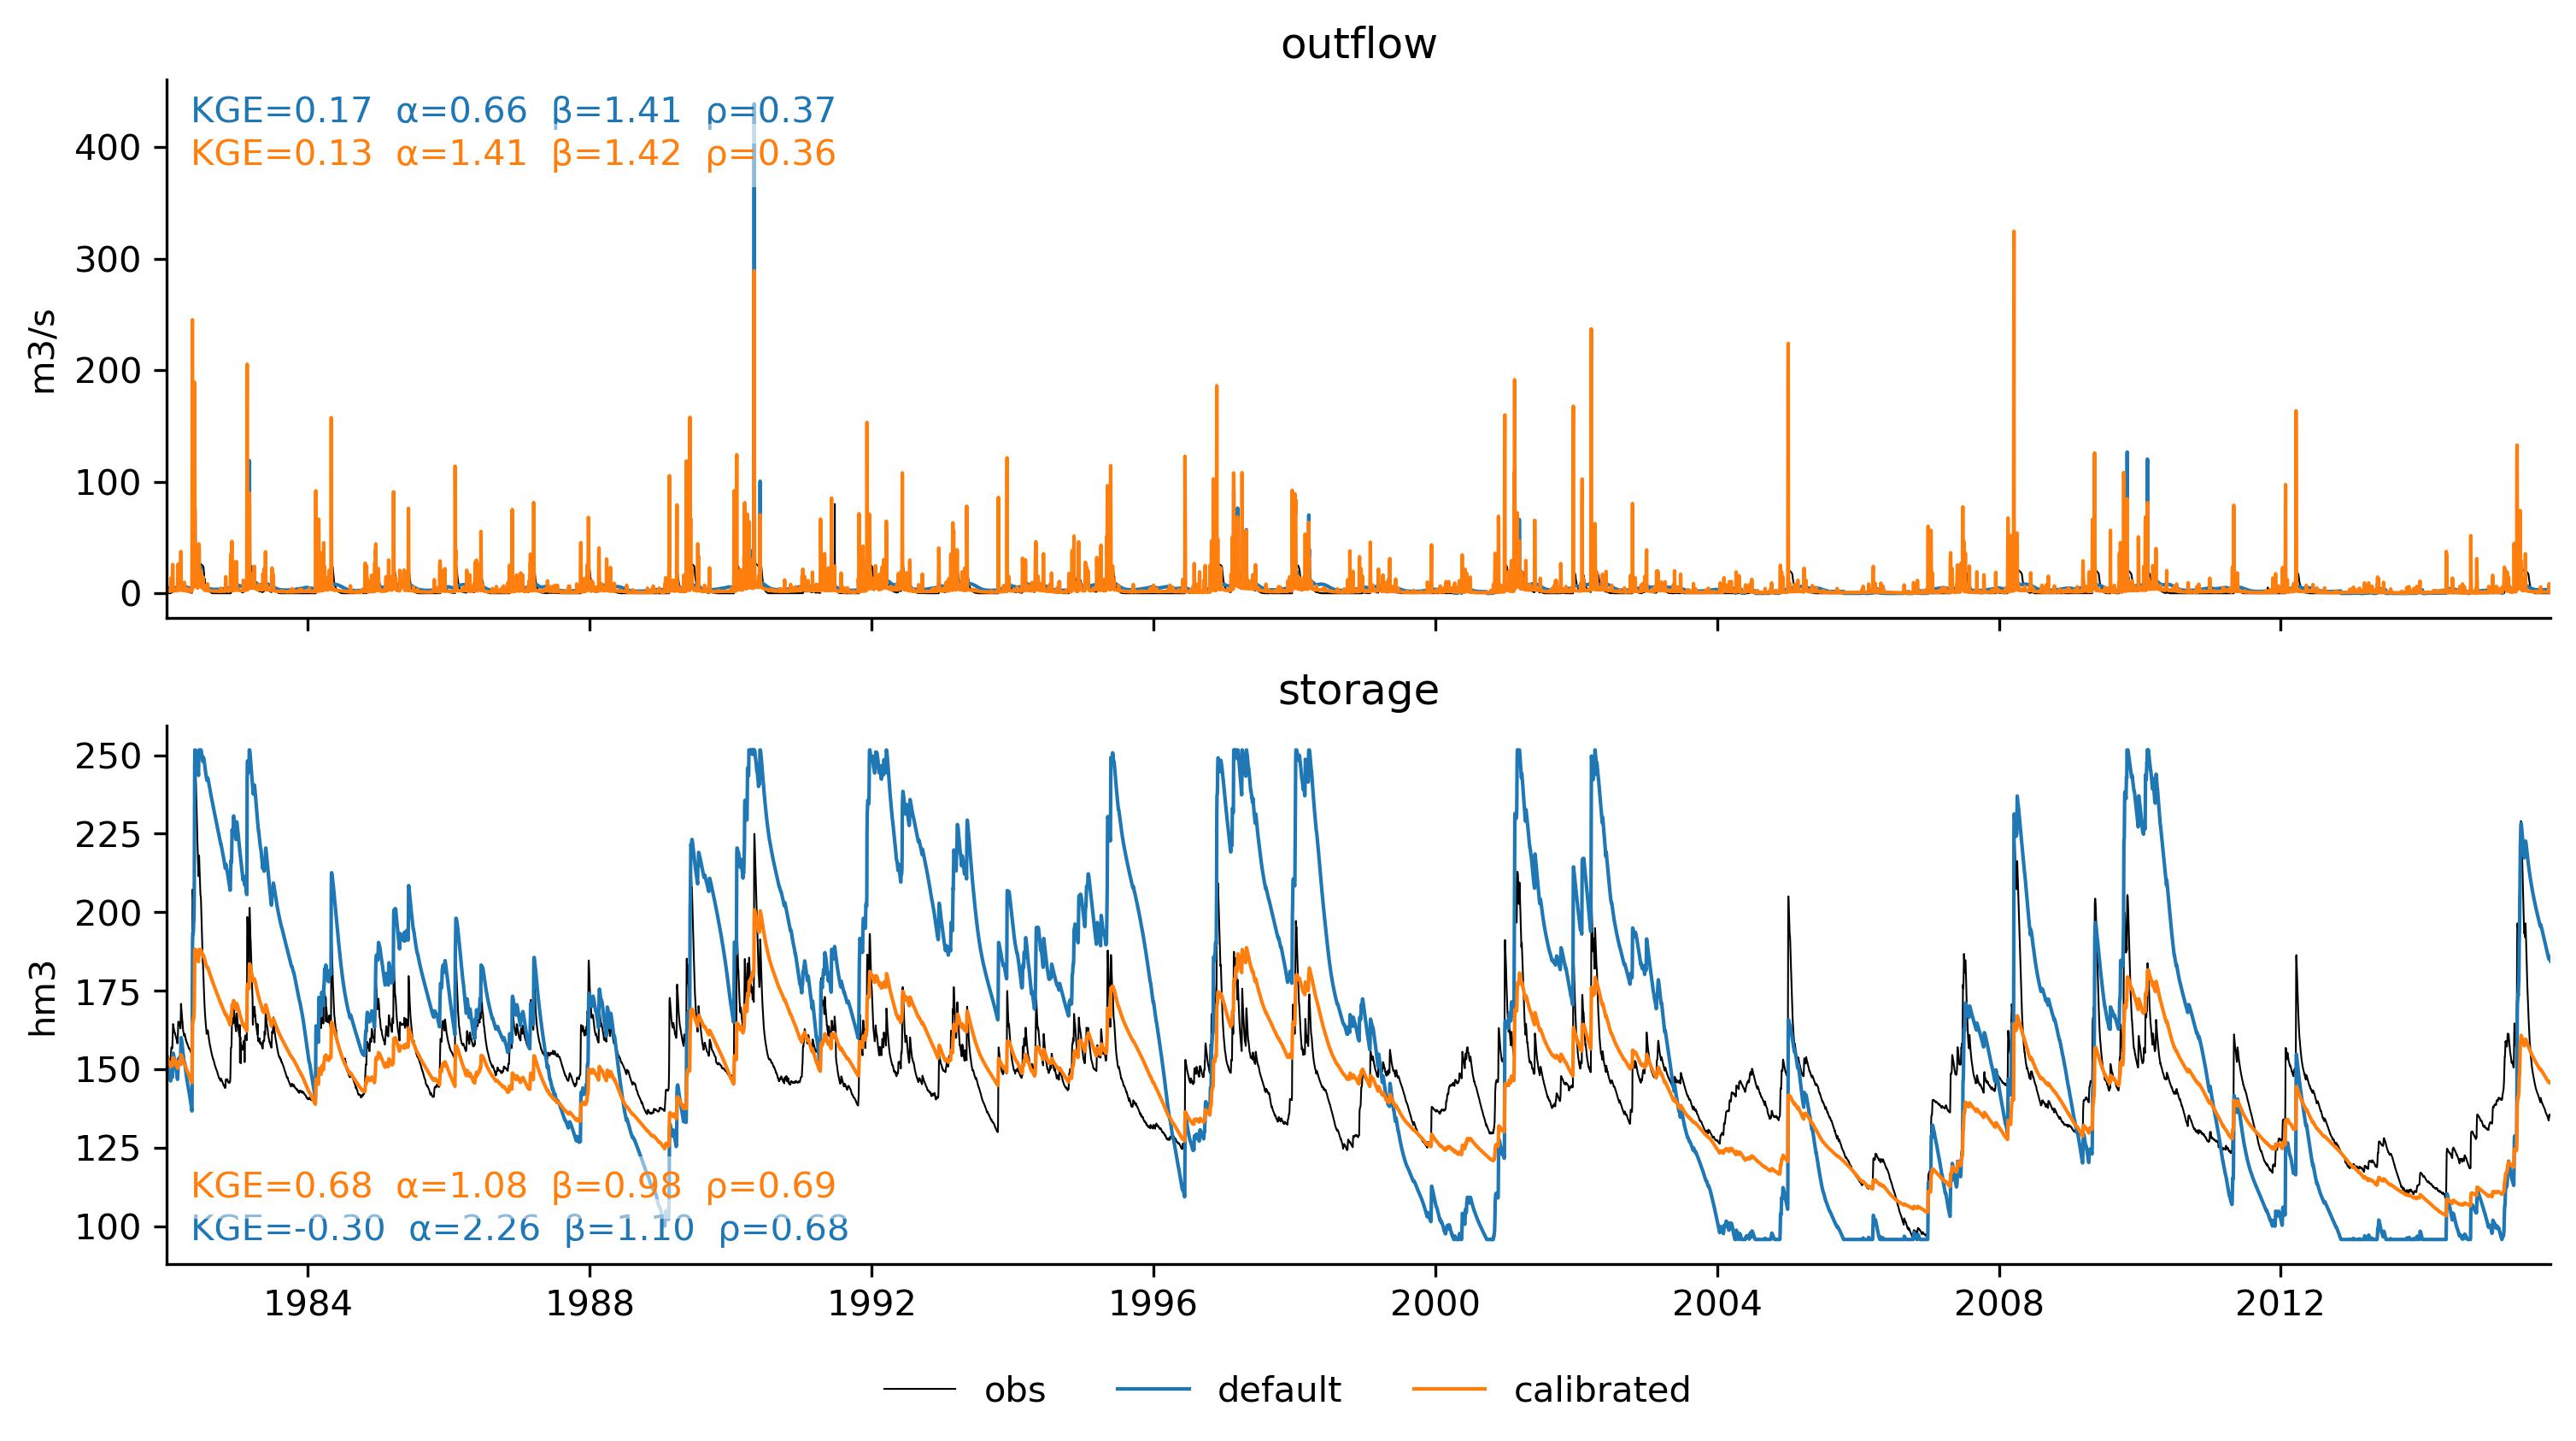 outflow
KGE=0.17 α=0.66 β=1.41 ρ=0.37
KGE=0.13 α=1.41 β=1.42 ρ=0.36
400
300
200
100
0
m3/s
storage
250
225
200
175
150
125
100
hm3
KGE=0.68 α=1.08 β=0.98 ρ=0.69
KGE=-0.30 α=2.26 β=1.10 ρ=0.68
1984 1988 1992 1996 2000 2004 2008 2012
obs default calibrated